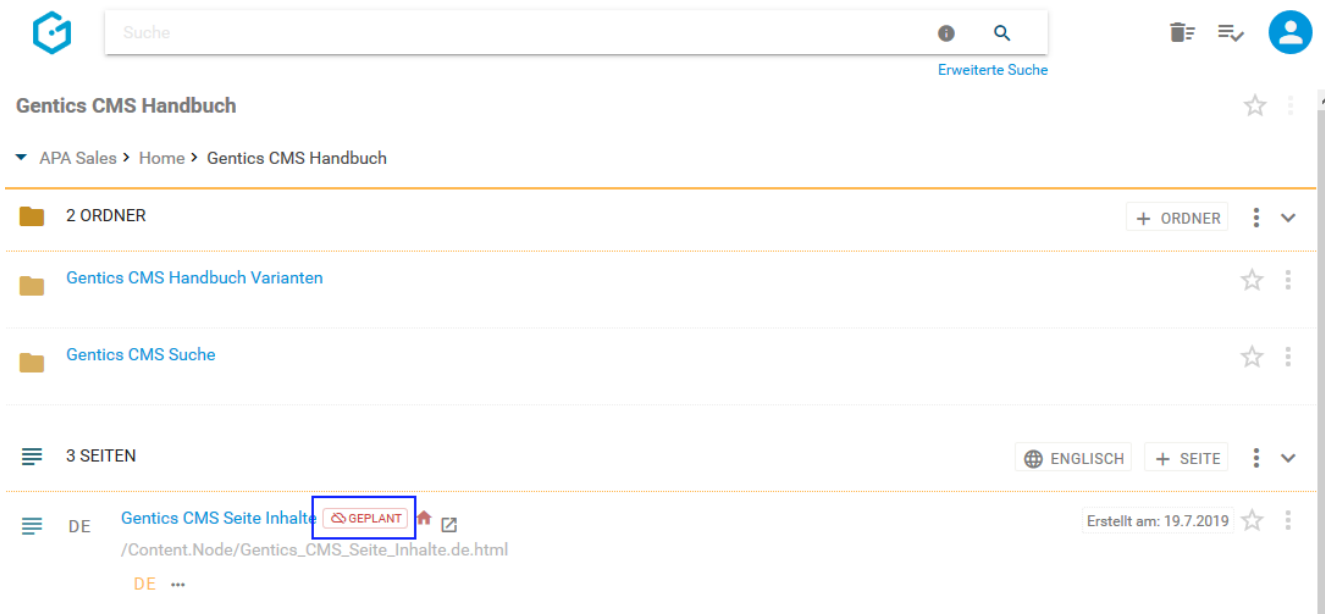 Suche
Erweiterte Suche
Gentics CMS Handbuch
APA Sales > Home > Gentics CMS Handbuch
2 ORDNER + ORDNER
Gentics CMS Handbuch Varianten
Gentics CMS Suche
3 SEITEN ENGLISCH + SEITE
DE Gentics CMS Seite Inhalte GEPLANT Erstellt am: 19.7.2019
/Content.Node/Gentics_CMS_Seite_Inhalte.de.html
DE ...